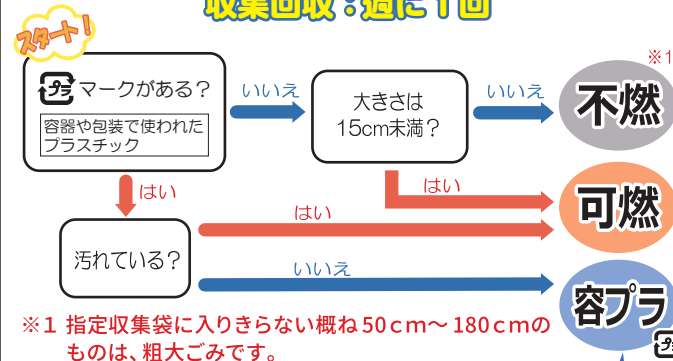 収集回収：週に1回
スタート！
プラ マークがある？
容器や包装で使われた
プラスチック
いいえ
大きさは
15cm未満？
いいえ
※1
不燃
はい
はい
可燃
はい
汚れている？
いいえ
容プラ
プラ
※１ 指定収集袋に入りきらない概ね50ｃｍ～180ｃｍの
ものは、粗大ごみです。